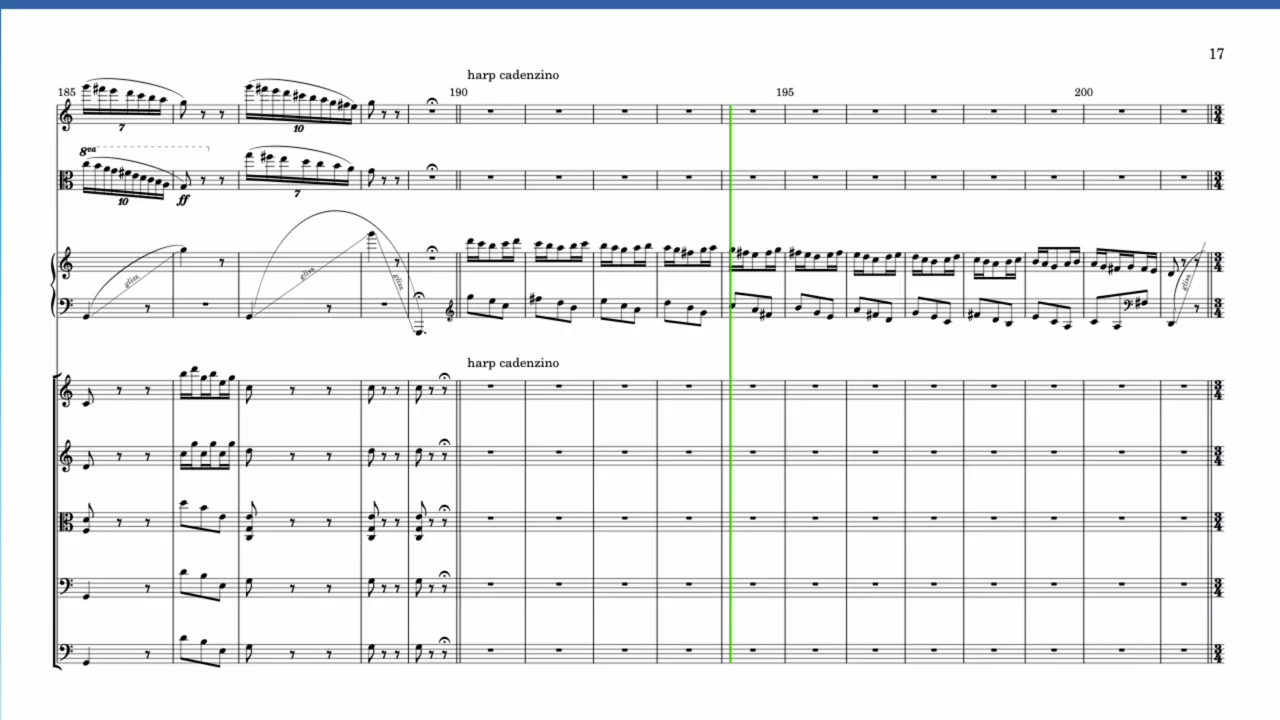 17
harp cadenzino
185
190
195
200
7
10
8va
10
ff
7
gliss.
gliss.
gliss.
gliss.
harp cadenzino